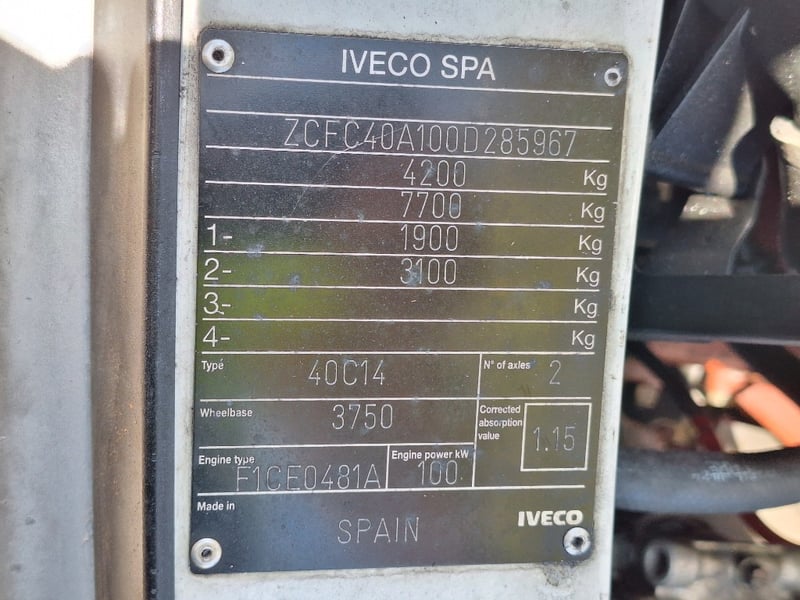 IVECO SPA
ZCFC40A100D285967
4200 Kg
7700 Kg
1- 1900 Kg
2- 3100 Kg
3- Kg
4- Kg
Type 40C14 N° of axles 2
Wheelbase 3750 Corrected absorption value 1.15
Engine type F1CE0481A Engine power kW 100
Made in SPAIN IVECO